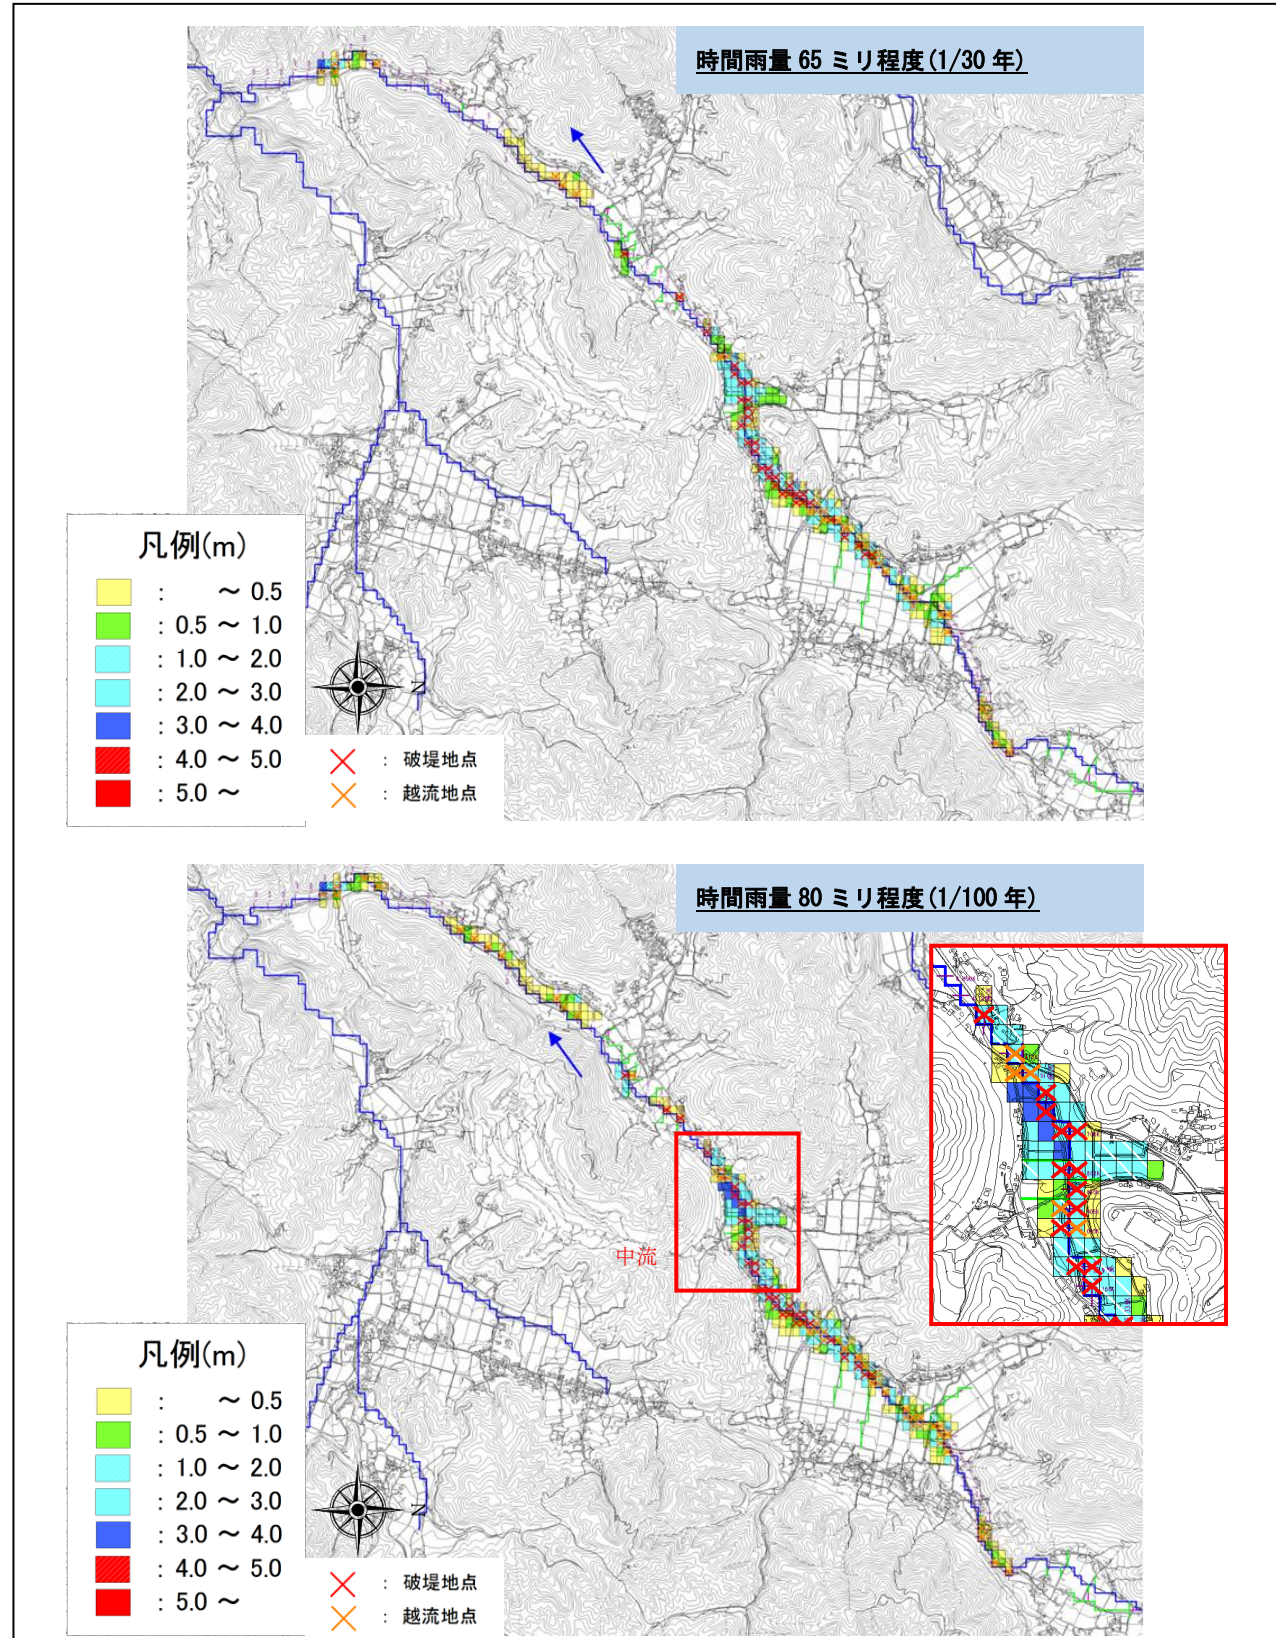 時間雨量 65 ミリ程度(1/30 年)
凡例(m)
: ～ 0.5
: 0.5 ～ 1.0
: 1.0 ～ 2.0
: 2.0 ～ 3.0
: 3.0 ～ 4.0
: 4.0 ～ 5.0
: 5.0 ～
N
: 破堤地点
: 越流地点
時間雨量 80 ミリ程度(1/100 年)
中流
凡例(m)
: ～ 0.5
: 0.5 ～ 1.0
: 1.0 ～ 2.0
: 2.0 ～ 3.0
: 3.0 ～ 4.0
: 4.0 ～ 5.0
: 5.0 ～
N
: 破堤地点
: 越流地点